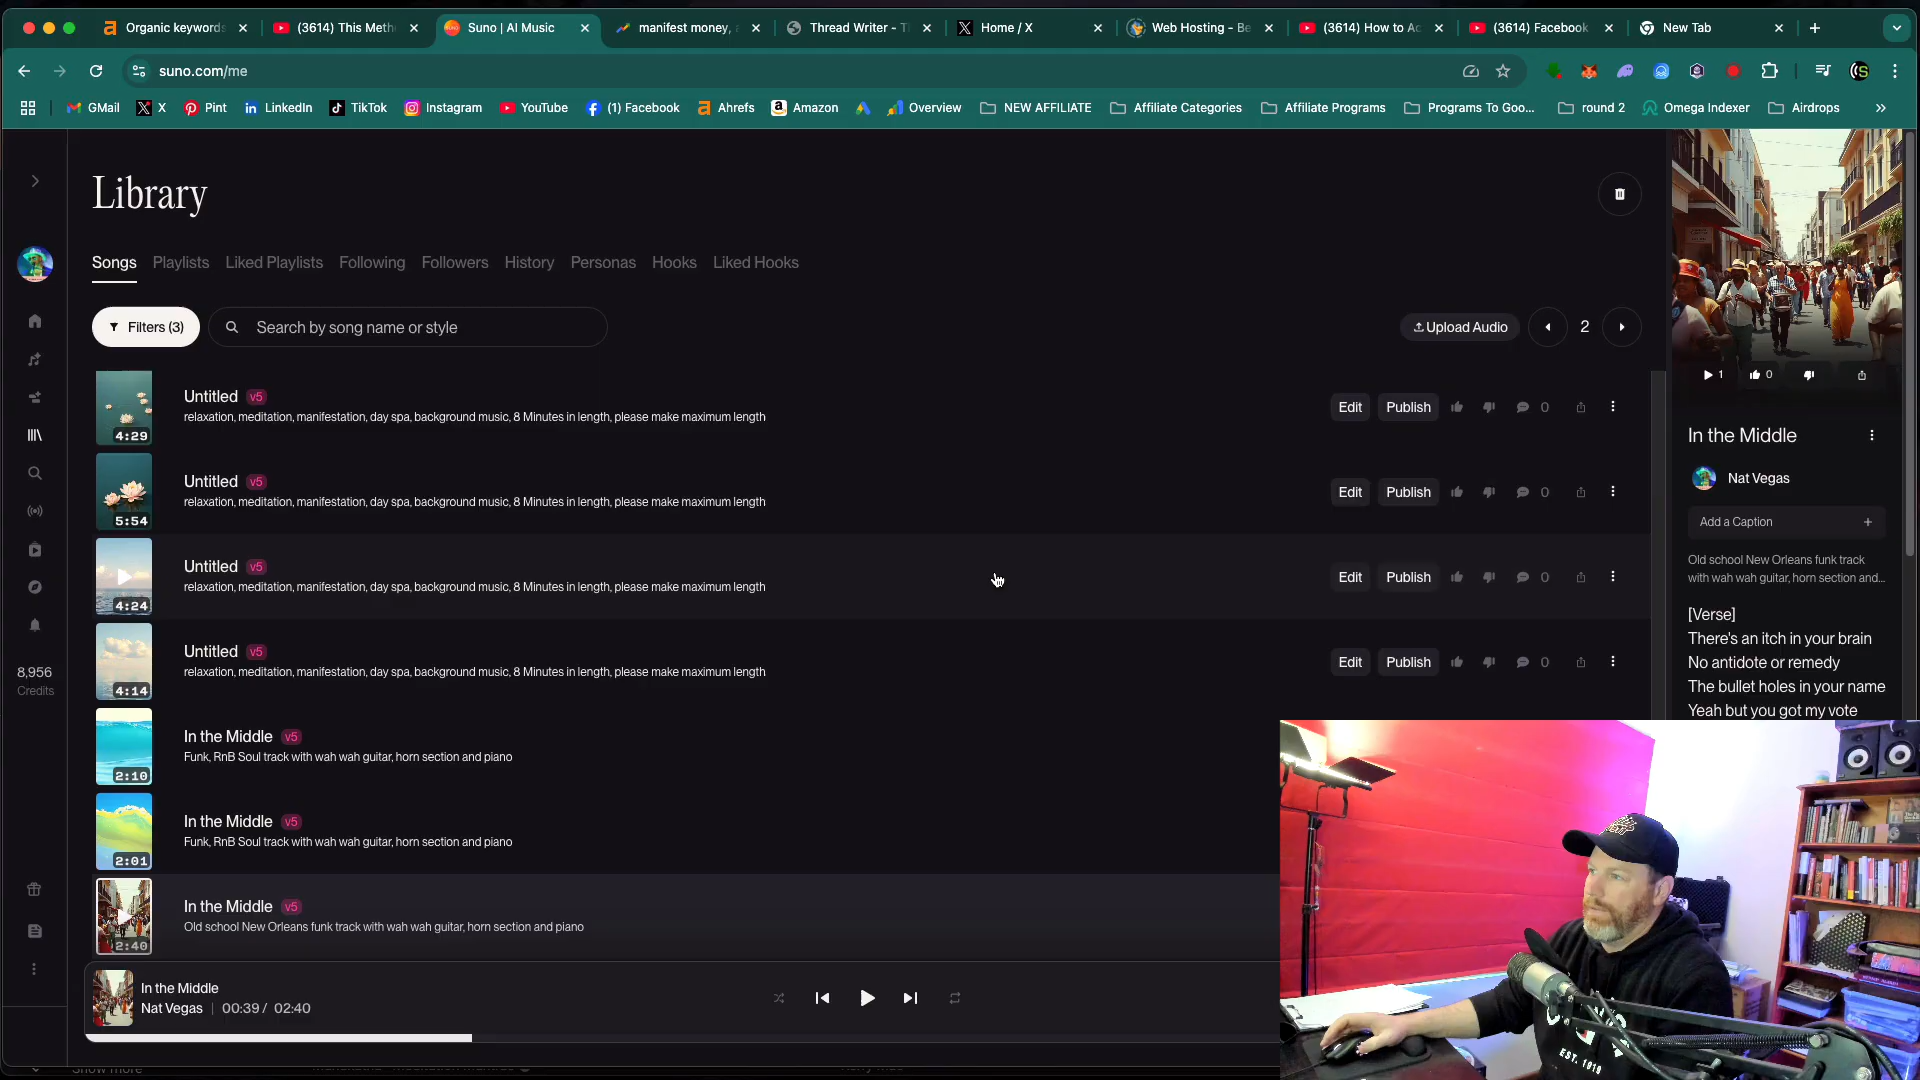 Organic keywords
(3614) This Meth
Suno | AI Music
manifest money,
Thread Writer - T
Home / X
Web Hosting - Be
(3614) How to Ac
(3614) Facebook
New Tab
suno.com/me
GMail
X
Pint
LinkedIn
TikTok
Instagram
YouTube
(1) Facebook
Ahrefs
Amazon
Overview
NEW AFFILIATE
Affiliate Categories
Affiliate Programs
Programs To Goo...
round 2
Omega Indexer
Airdrops
Library
Songs
Playlists
Liked Playlists
Following
Followers
History
Personas
Hooks
Liked Hooks
Filters (3)
Search by song name or style
Upload Audio
2
4:29
Untitled v5
relaxation, meditation, manifestation, day spa, background music, 8 Minutes in length, please make maximum length
Edit
Publish
0
5:54
Untitled v5
relaxation, meditation, manifestation, day spa, background music, 8 Minutes in length, please make maximum length
Edit
Publish
0
4:24
Untitled v5
relaxation, meditation, manifestation, day spa, background music, 8 Minutes in length, please make maximum length
Edit
Publish
0
4:14
Untitled v5
relaxation, meditation, manifestation, day spa, background music, 8 Minutes in length, please make maximum length
Edit
Publish
0
2:10
In the Middle v5
Funk, RnB Soul track with wah wah guitar, horn section and piano
2:01
In the Middle v5
Funk, RnB Soul track with wah wah guitar, horn section and piano
2:40
In the Middle v5
Old school New Orleans funk track with wah wah guitar, horn section and piano
8,956
Credits
In the Middle
Nat Vegas
00:39 / 02:40
1
0
In the Middle
Nat Vegas
Add a Caption
Old school New Orleans funk track
with wah wah guitar, horn section and...
[Verse]
There's an itch in your brain
No antidote or remedy
The bullet holes in your name
Yeah but you got my vote
Show more
EST. 1919